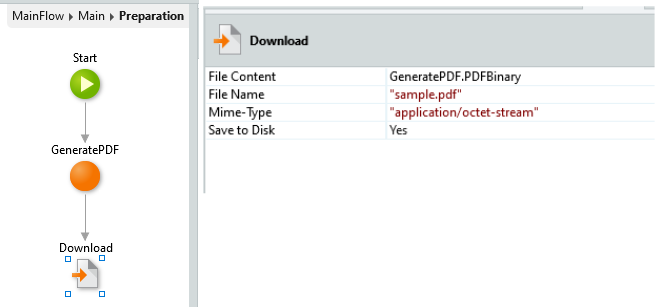 MainFlow ▸ Main ▸ Preparation
Start
GeneratePDF
Download
Download
File Content GeneratePDF.PDFBinary
File Name "sample.pdf"
Mime-Type "application/octet-stream"
Save to Disk Yes